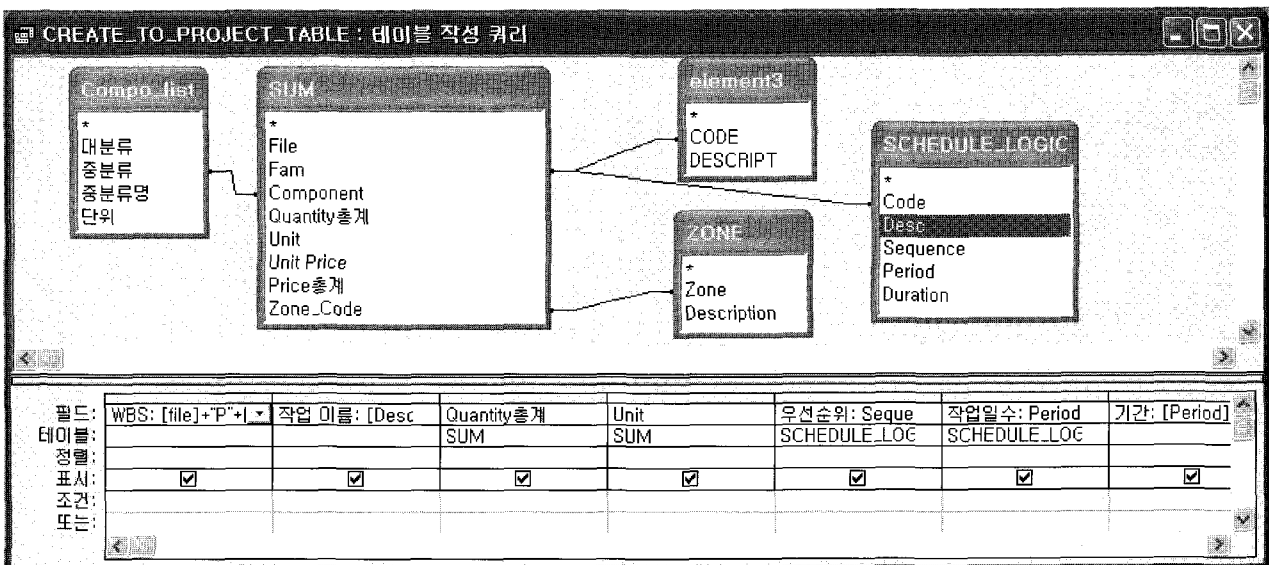 CREATE_TO_PROJECT_TABLE : 테이블 작성 쿼리
Compo_list
*
대분류
중분류
중분류명
단위
SUM
*
File
Fam
Component
Quantity총계
Unit
Unit Price
Price총계
Zone_Code
element3
*
CODE
DESCRIPT
ZONE
*
Zone
Description
SCHEDULE_LOGIC
*
Code
Desc
Sequence
Period
Duration
필드: WBS: [file]+"P"+[ 작업 이름: [Desc Quantity총계 Unit 우선순위: Seque 작업일수: Period 기간: [Period]
테이블: SUM SUM SCHEDULE_LOG SCHEDULE_LOG
정렬:
표시:
조건:
또는: